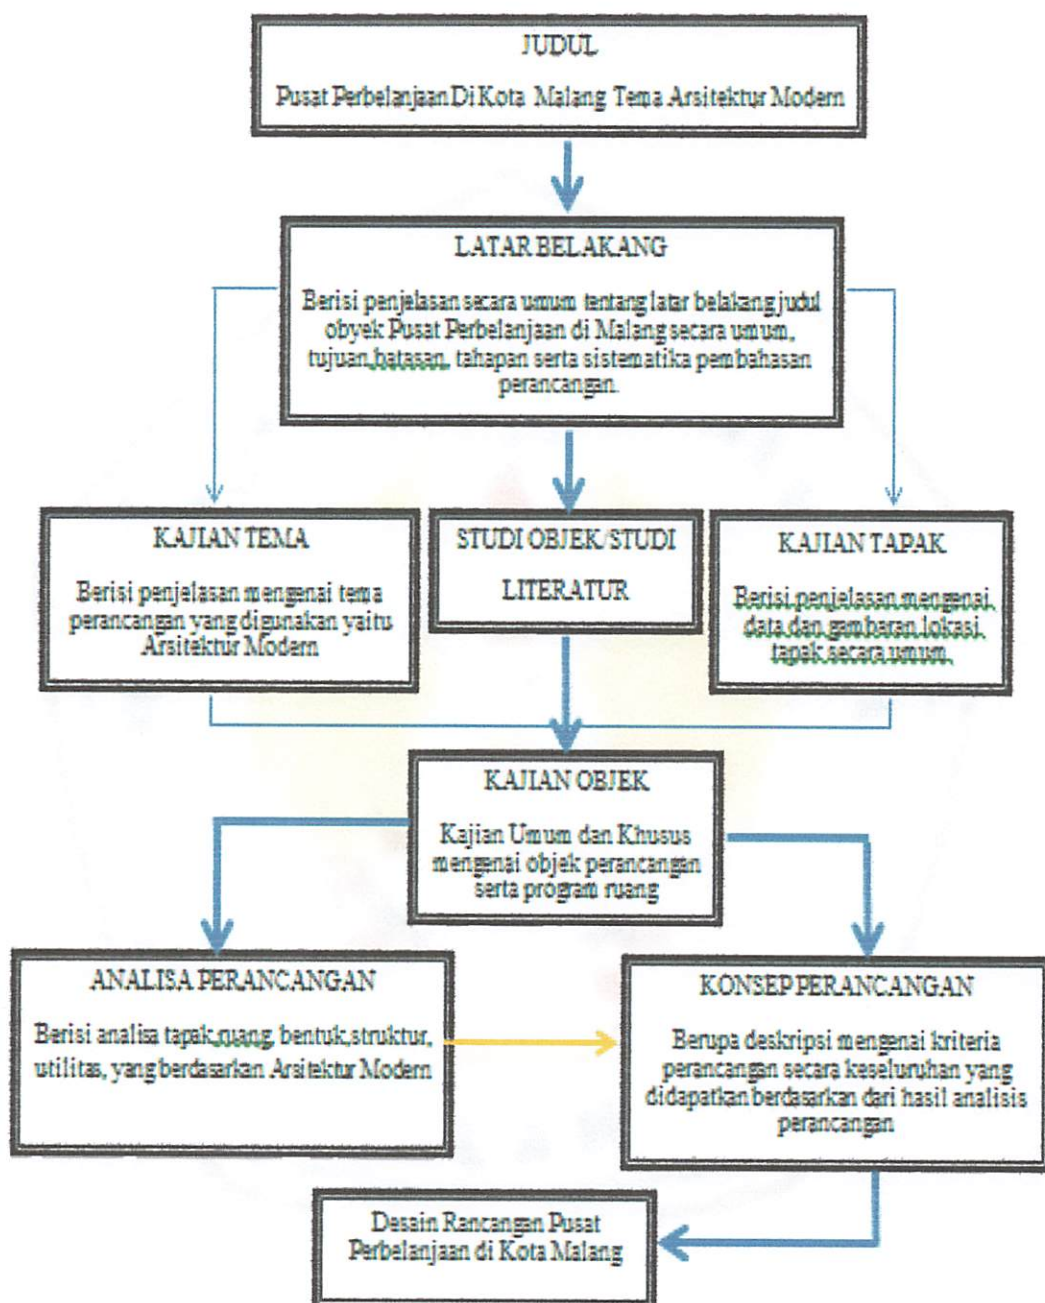 JUDUL
Pusat Perbelanjaan Di Kota Malang Tema Arsitektur Modern
LATAR BELAKANG
Berisi penjelasan secara umum tentang latar belakang judul
obyek Pusat Perbelanjaan di Malang secara umum,
tujuan,batasan, tahapan serta sistematika pembahasan
perancangan.
KAJIAN TEMA
Berisi penjelasan mengenai tema
perancangan yang digunakan yaitu
Arsitektur Modern
STUDI OBJEK/STUDI
LITERATUR
KAJIAN TAPAK
Berisi penjelasan mengenai
data dan gambaran lokasi
tapak secara umum.
KAJIAN OBJEK
Kajian Umum dan Khusus
mengenai objek perancangan
serta program ruang
ANALISA PERANCANGAN
Berisi analisa tapak,ruang, bentuk,struktur,
utilitas, yang berdasarkan Arsitektur Modern
KONSEP PERANCANGAN
Berupa deskripsi mengenai kriteria
perancangan secara keseluruhan yang
didapatkan berdasarkan dari hasil analisis
perancangan
Desain Rancangan Pusat
Perbelanjaan di Kota Malang